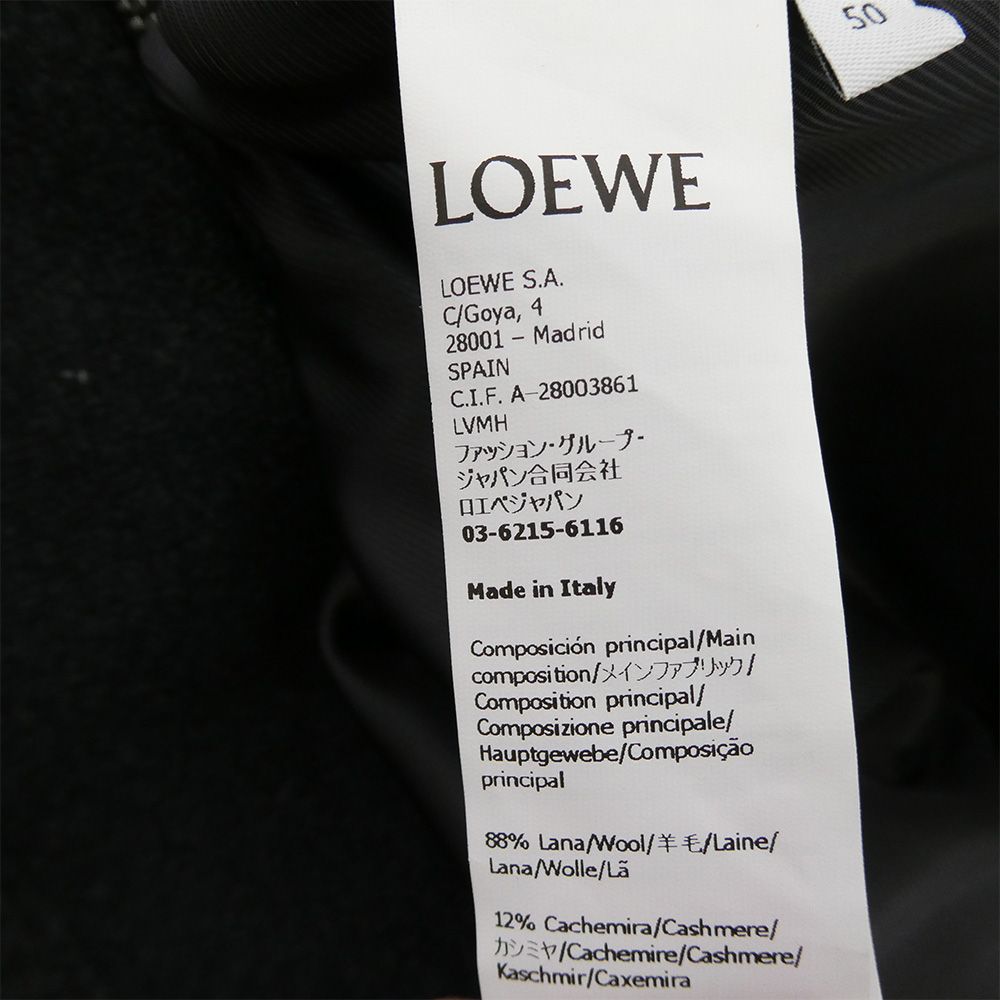 50
LOEWE
LOEWE S.A.
C/Goya, 4
28001 – Madrid
SPAIN
C.I.F. A-28003861
LVMH
ファッション・グループ・
ジャパン合同会社
ロエベジャパン
03-6215-6116
Made in Italy
Composición principal/Main
composition/メインファブリック/
Composition principal/
Composizione principale/
Hauptgewebe/Composição
principal
88% Lana/Wool/羊毛/Laine/
Lana/Wolle/Lã
12% Cachemira/Cashmere/
カシミヤ/Cachemire/Cashmere/
Kaschmir/Caxemira